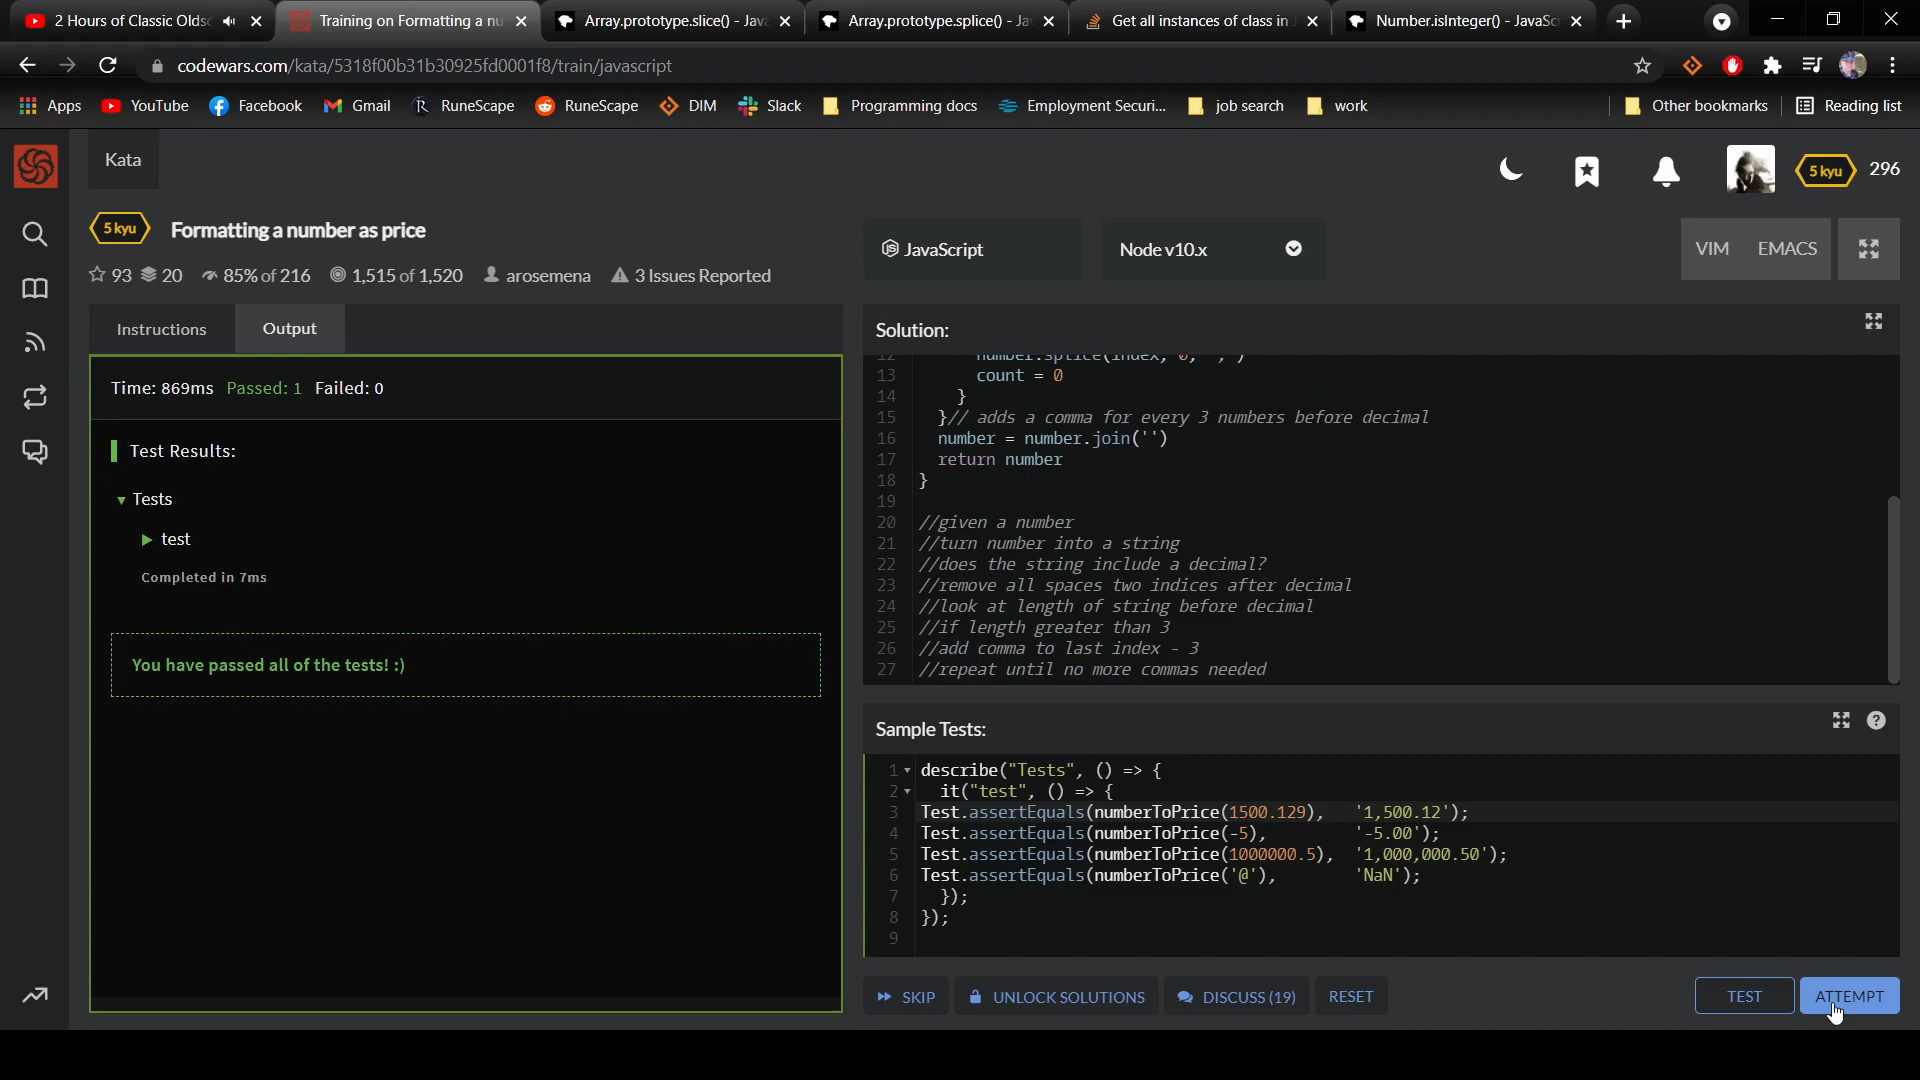 2 Hours of Classic Oldsc
Training on Formatting a nu
Array.prototype.slice() - Java
Array.prototype.splice() - Ja
Get all instances of class in J
Number.isInteger() - JavaSc
codewars.com/kata/5318f00b31b30925fd0001f8/train/javascript
Apps
YouTube
Facebook
Gmail
RuneScape
RuneScape
DIM
Slack
Programming docs
Employment Securi...
job search
work
Other bookmarks
Reading list
Kata
5 kyu
296
5 kyu
Formatting a number as price
93 20 85% of 216 1,515 of 1,520 arosemena 3 Issues Reported
JavaScript
Node v10.x
VIM
EMACS
Instructions
Output
Time: 869ms Passed: 1 Failed: 0
Test Results:
Tests
test
Completed in 7ms
You have passed all of the tests! :)
Solution:
12 number.splice(index, 0, ',')
13 count = 0
14 }
15 }// adds a comma for every 3 numbers before decimal
16 number = number.join('')
17 return number
18 }
19
20 //given a number
21 //turn number into a string
22 //does the string include a decimal?
23 //remove all spaces two indices after decimal
24 //look at length of string before decimal
25 //if length greater than 3
26 //add comma to last index - 3
27 //repeat until no more commas needed
Sample Tests:
1 describe("Tests", () => {
2 it("test", () => {
3 Test.assertEquals(numberToPrice(1500.129), '1,500.12');
4 Test.assertEquals(numberToPrice(-5), '-5.00');
5 Test.assertEquals(numberToPrice(1000000.5), '1,000,000.50');
6 Test.assertEquals(numberToPrice('@'), 'NaN');
7 });
8 });
9
SKIP
UNLOCK SOLUTIONS
DISCUSS (19)
RESET
TEST
ATTEMPT